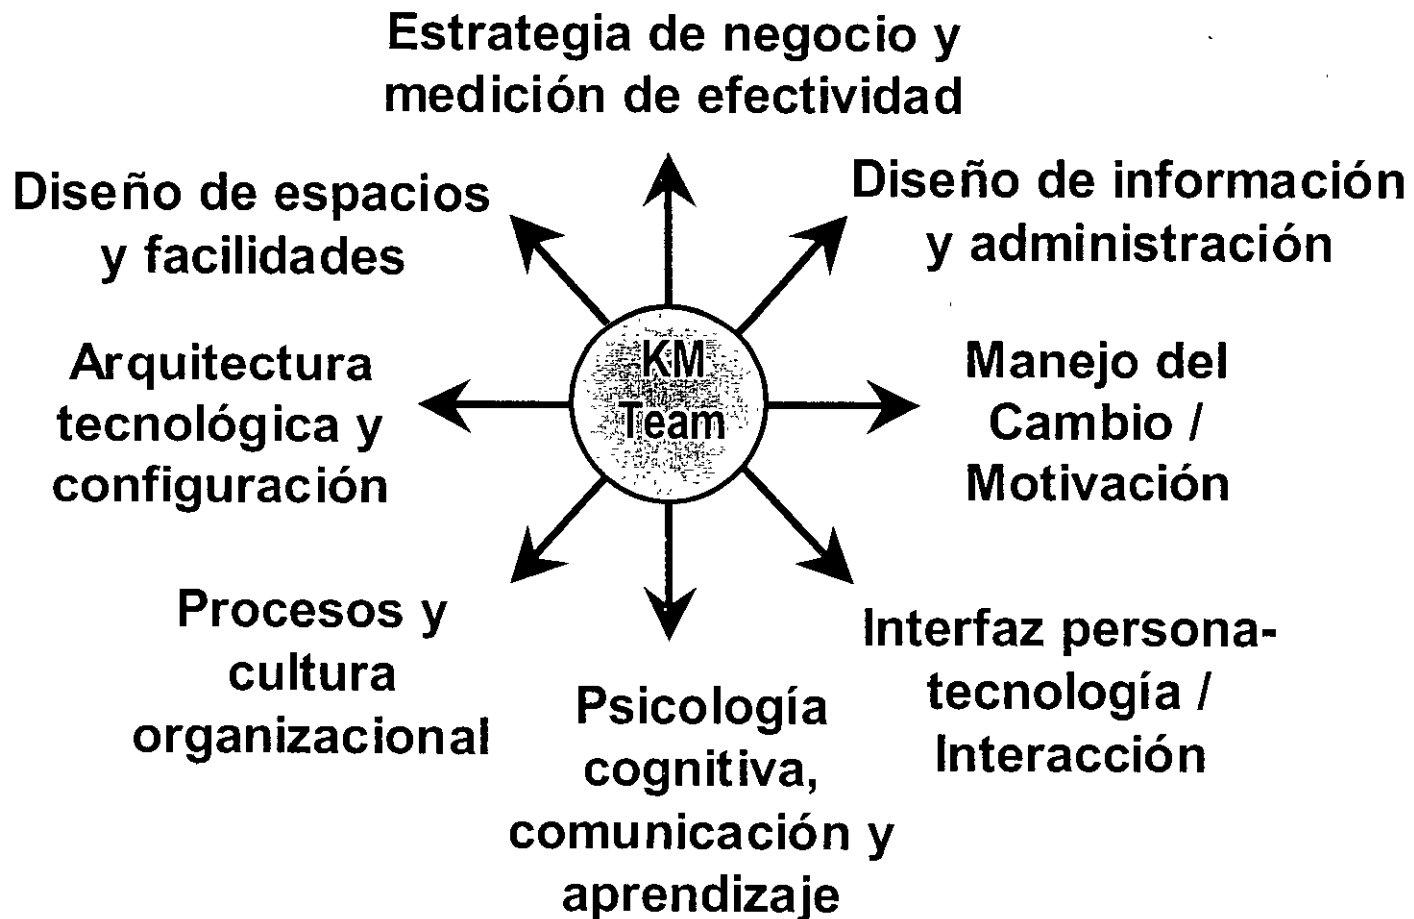 Estrategia de negocio y
medición de efectividad
Diseño de espacios
y facilidades
Diseño de información
y administración
Arquitectura
tecnológica y
configuración
KM
Team
Manejo del
Cambio /
Motivación
Procesos y
cultura
organizacional
Psicología
cognitiva,
comunicación y
aprendizaje
Interfaz persona-
tecnología /
Interacción